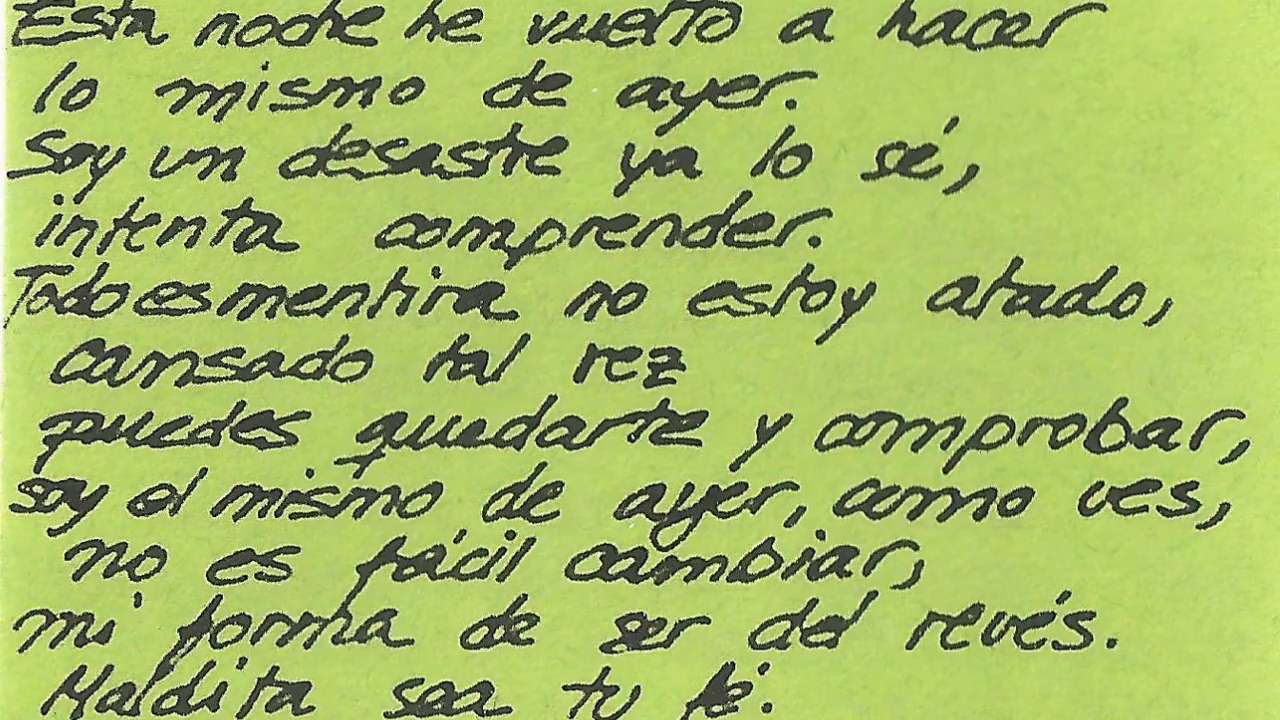 Esta noche he vuelto a hacer
lo mismo de ayer.
Soy un desastre ya lo sé,
intenta comprender.
Todo es mentira no estoy atado,
cansado tal vez
puedes quedarte y comprobar,
soy el mismo de ayer, como ves,
no es fácil cambiar,
mi forma de ser del revés.
Maldita sea tu fé.